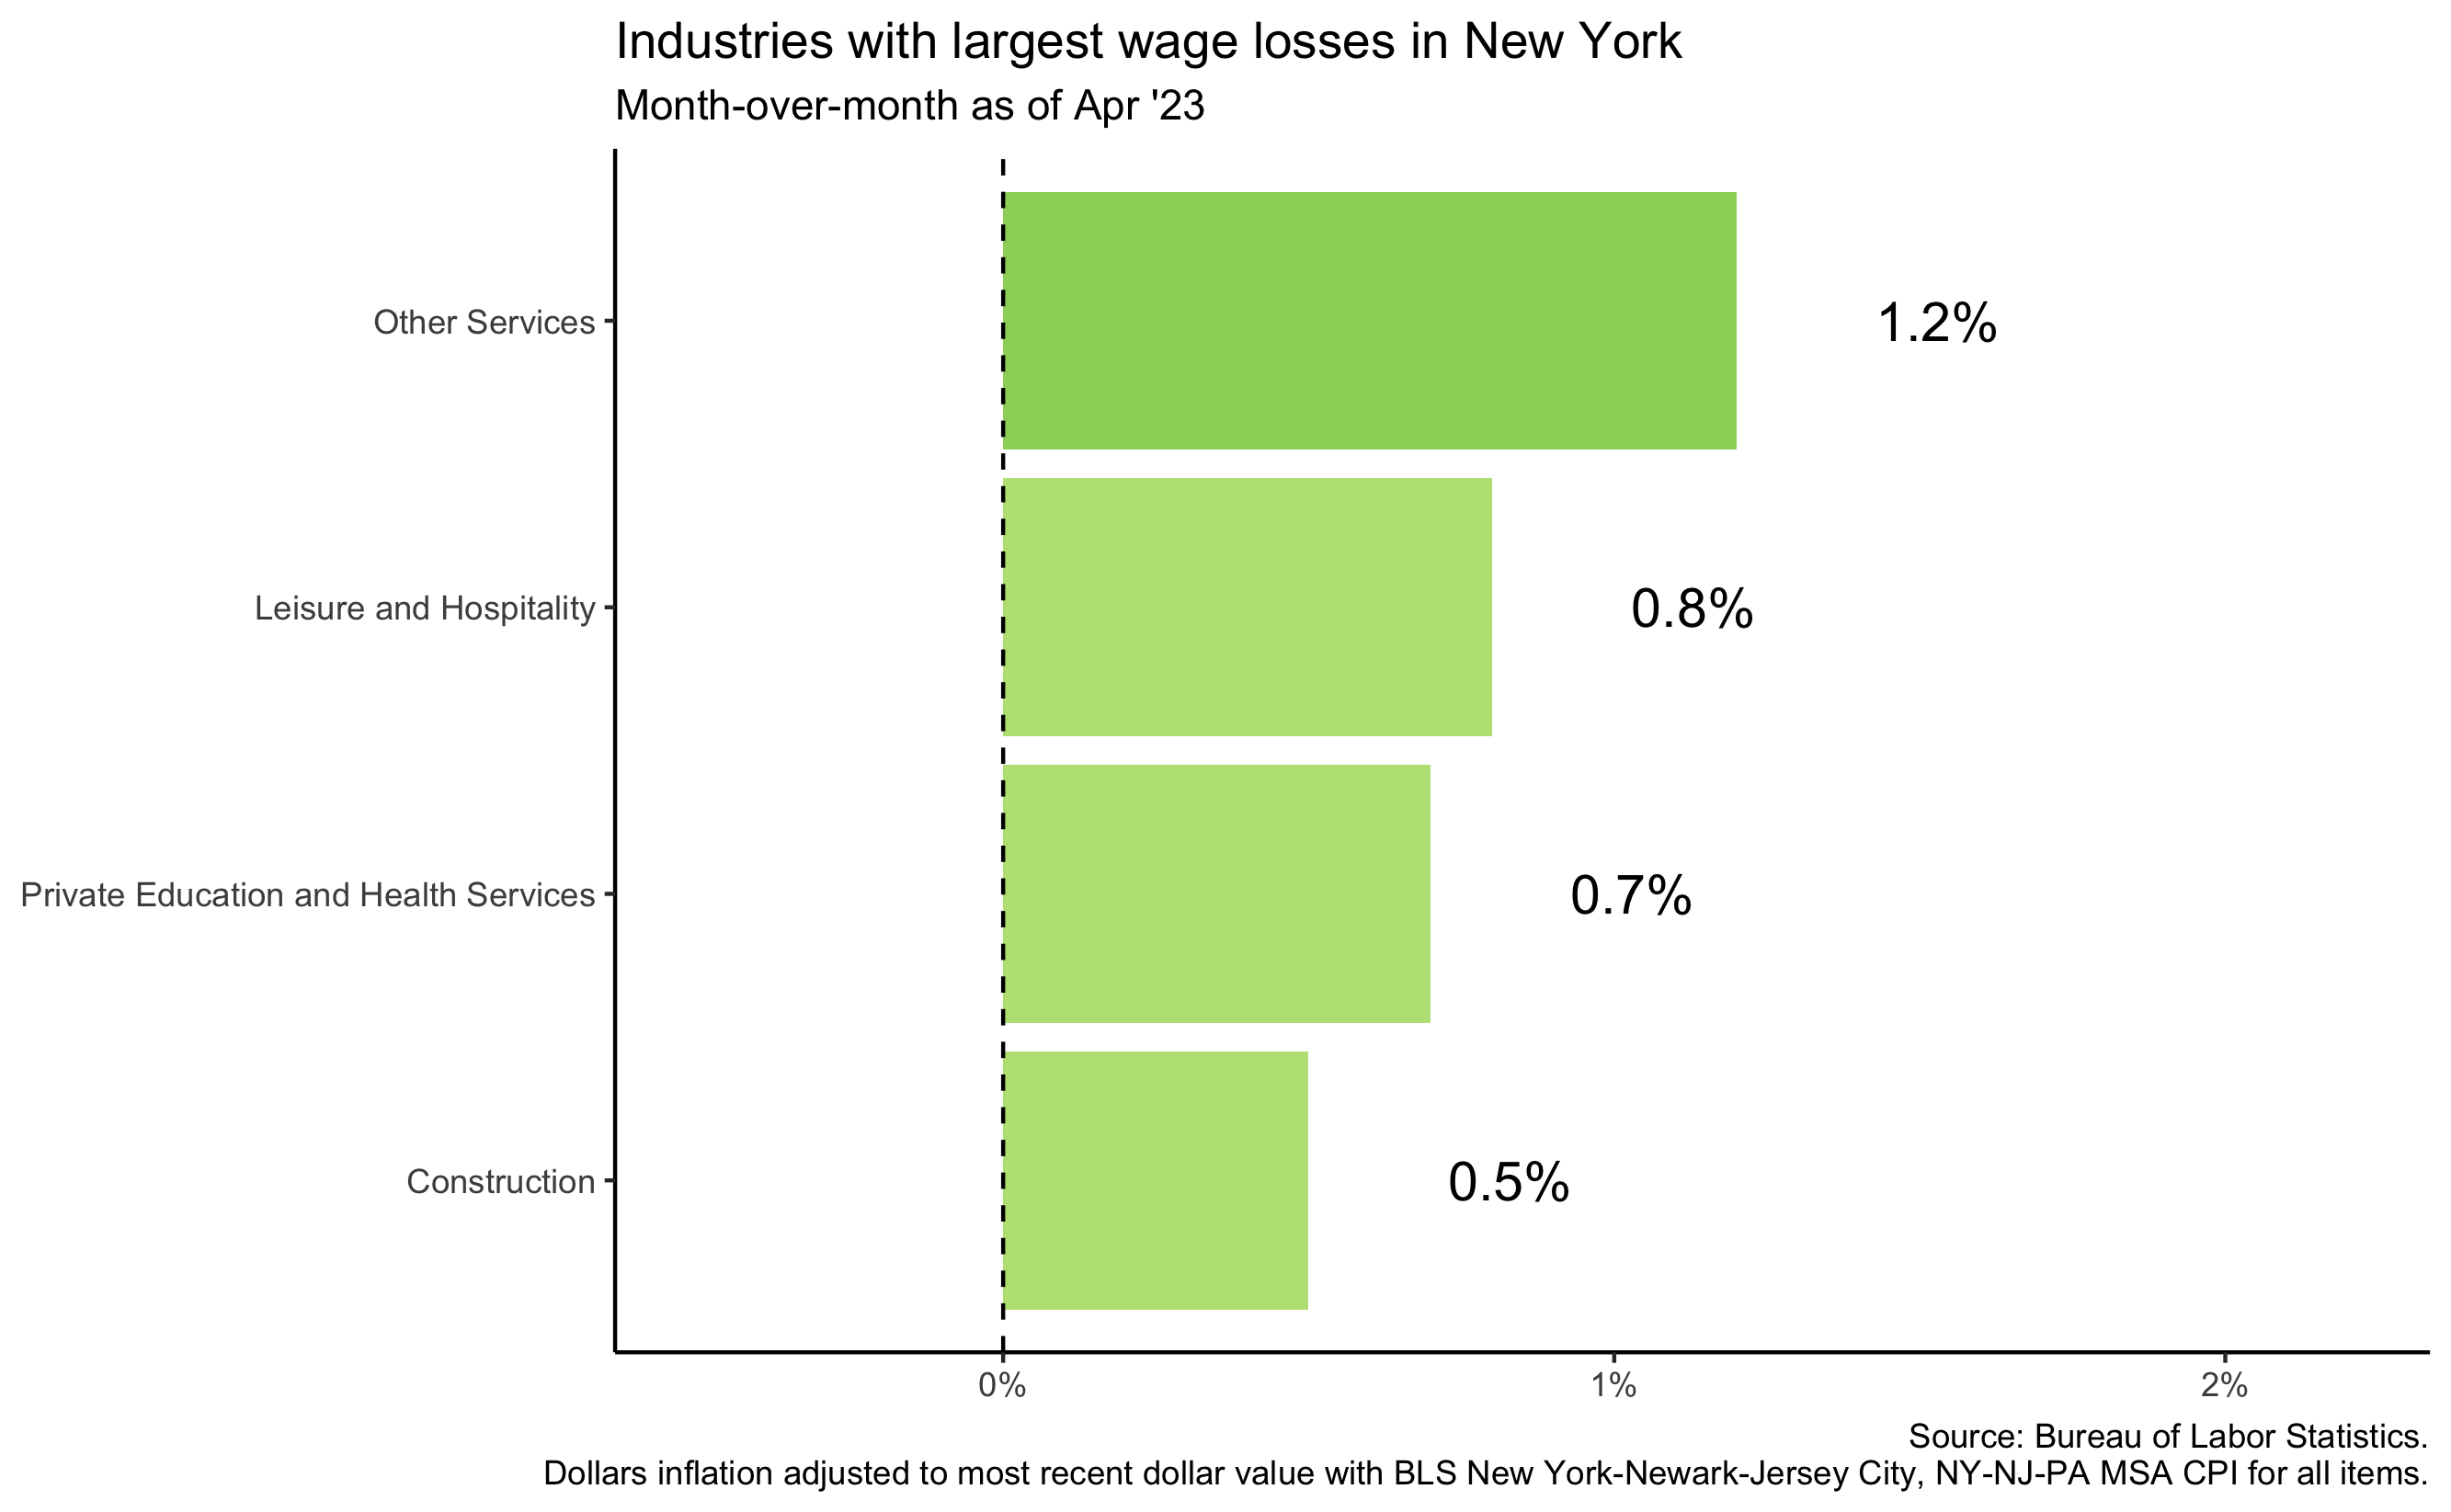 Industries with largest wage losses in New York
Month-over-month as of Apr '23
Other Services
1.2%
Leisure and Hospitality
0.8%
Private Education and Health Services
0.7%
Construction
0.5%
0%
1%
2%
Source: Bureau of Labor Statistics.
Dollars inflation adjusted to most recent dollar value with BLS New York-Newark-Jersey City, NY-NJ-PA MSA CPI for all items.